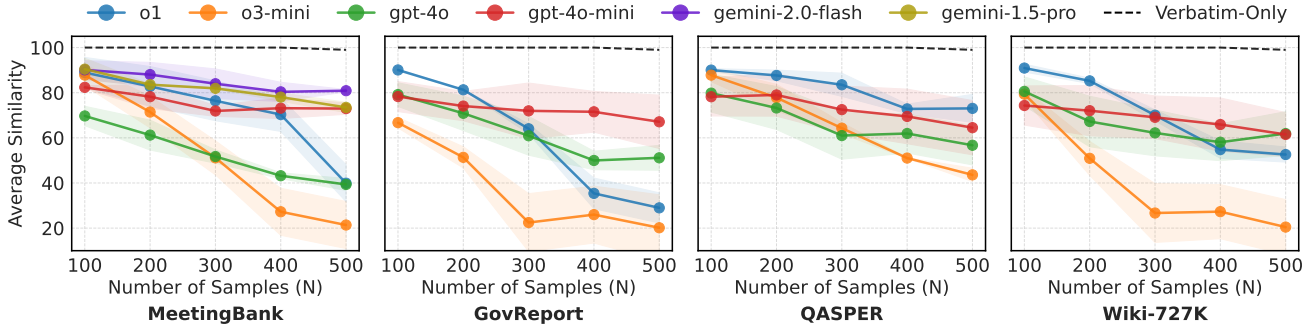 o1 o3-mini gpt-4o gpt-4o-mini gemini-2.0-flash gemini-1.5-pro Verbatim-Only
Average Similarity
100
80
60
40
20
100 200 300 400 500
Number of Samples (N)
MeetingBank
100 200 300 400 500
Number of Samples (N)
GovReport
100 200 300 400 500
Number of Samples (N)
QASPER
100 200 300 400 500
Number of Samples (N)
Wiki-727K